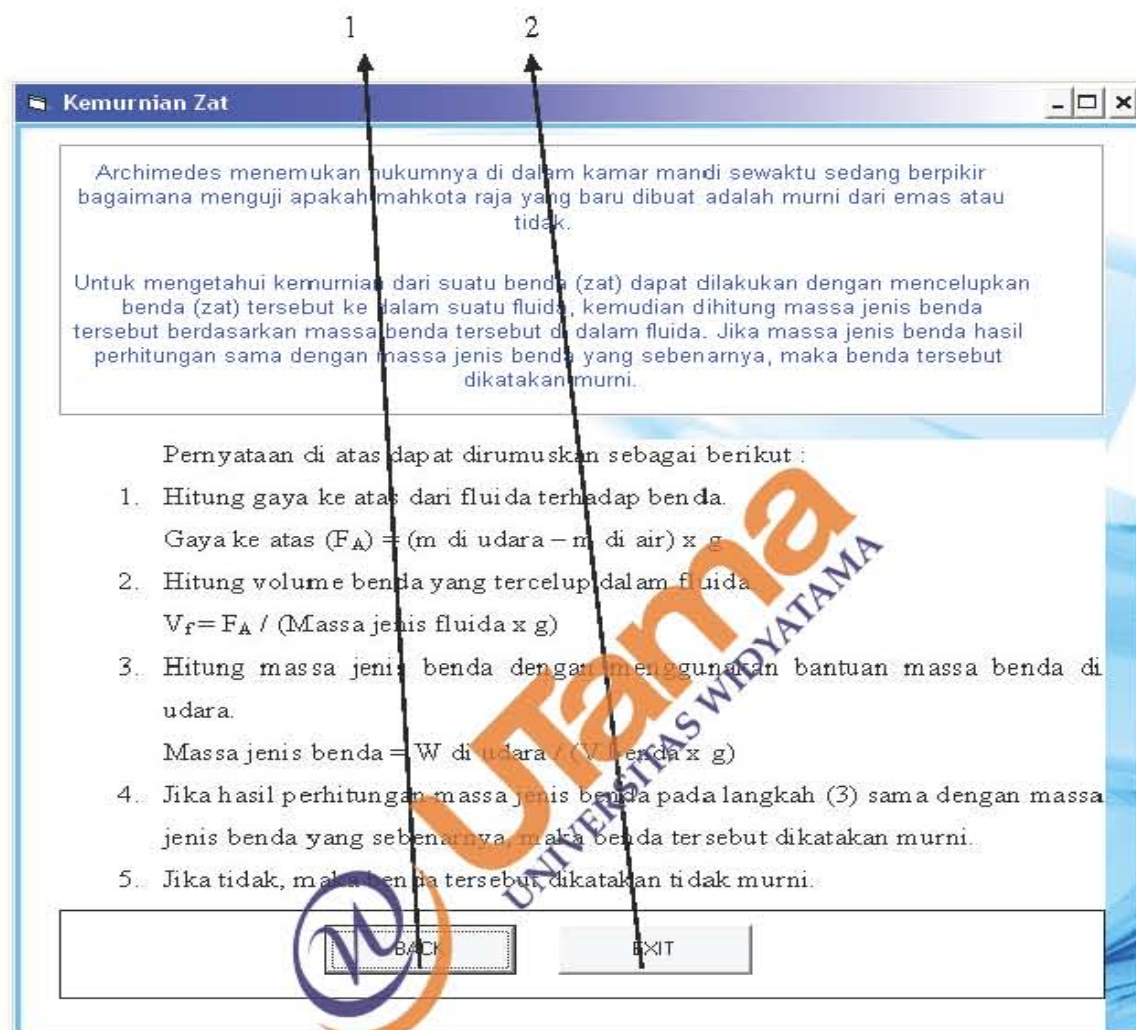 1 2
Kemurnian Zat
Archimedes menemukan hukumnya di dalam kamar mandi sewaktu sedang berpikir
bagaimana menguji apakah mahkota raja yang baru dibuat adalah murni dari emas atau
tidak.
Untuk mengetahui kemurnian dari suatu benda (zat) dapat dilakukan dengan mencelupkan
benda (zat) tersebut ke dalam suatu fluida, kemudian dihitung massa jenis benda
tersebut berdasarkan massa benda tersebut di dalam fluida. Jika massa jenis benda hasil
perhitungan sama dengan massa jenis benda yang sebenarnya, maka benda tersebut
dikatakan murni.
Pernyataan di atas dapat dirumuskan sebagai berikut :
1. Hitung gaya ke atas dari fluida terhadap benda.
Gaya ke atas (F_A) = (m di udara – m di air) x g
2. Hitung volume benda yang tercelup dalam fluida
V_f = F_A / (Massa jenis fluida x g)
3. Hitung massa jenis benda dengan menggunakan bantuan massa benda di
udara.
Massa jenis benda = W di udara / (V benda x g)
4. Jika hasil perhitungan massa jenis benda pada langkah (3) sama dengan massa
jenis benda yang sebenarnya, maka benda tersebut dikatakan murni.
5. Jika tidak, maka benda tersebut dikatakan tidak murni.
BACK EXIT
UTama
UNIVERSITAS WIDYATAMA